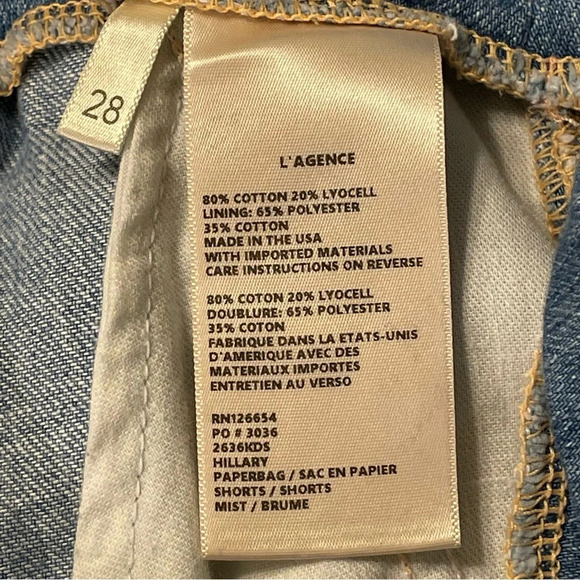 28
L'AGENCE
80% COTTON 20% LYOCELL
LINING: 65% POLYESTER
35% COTTON
MADE IN THE USA
WITH IMPORTED MATERIALS
CARE INSTRUCTIONS ON REVERSE
80% COTON 20% LYOCELL
DOUBLURE: 65% POLYESTER
35% COTON
FABRIQUE DANS LA ETATS-UNIS
D'AMERIQUE AVEC DES
MATERIAUX IMPORTES
ENTRETIEN AU VERSO
RN126654
PO # 3036
2636KDS
HILLARY
PAPERBAG / SAC EN PAPIER
SHORTS / SHORTS
MIST / BRUME